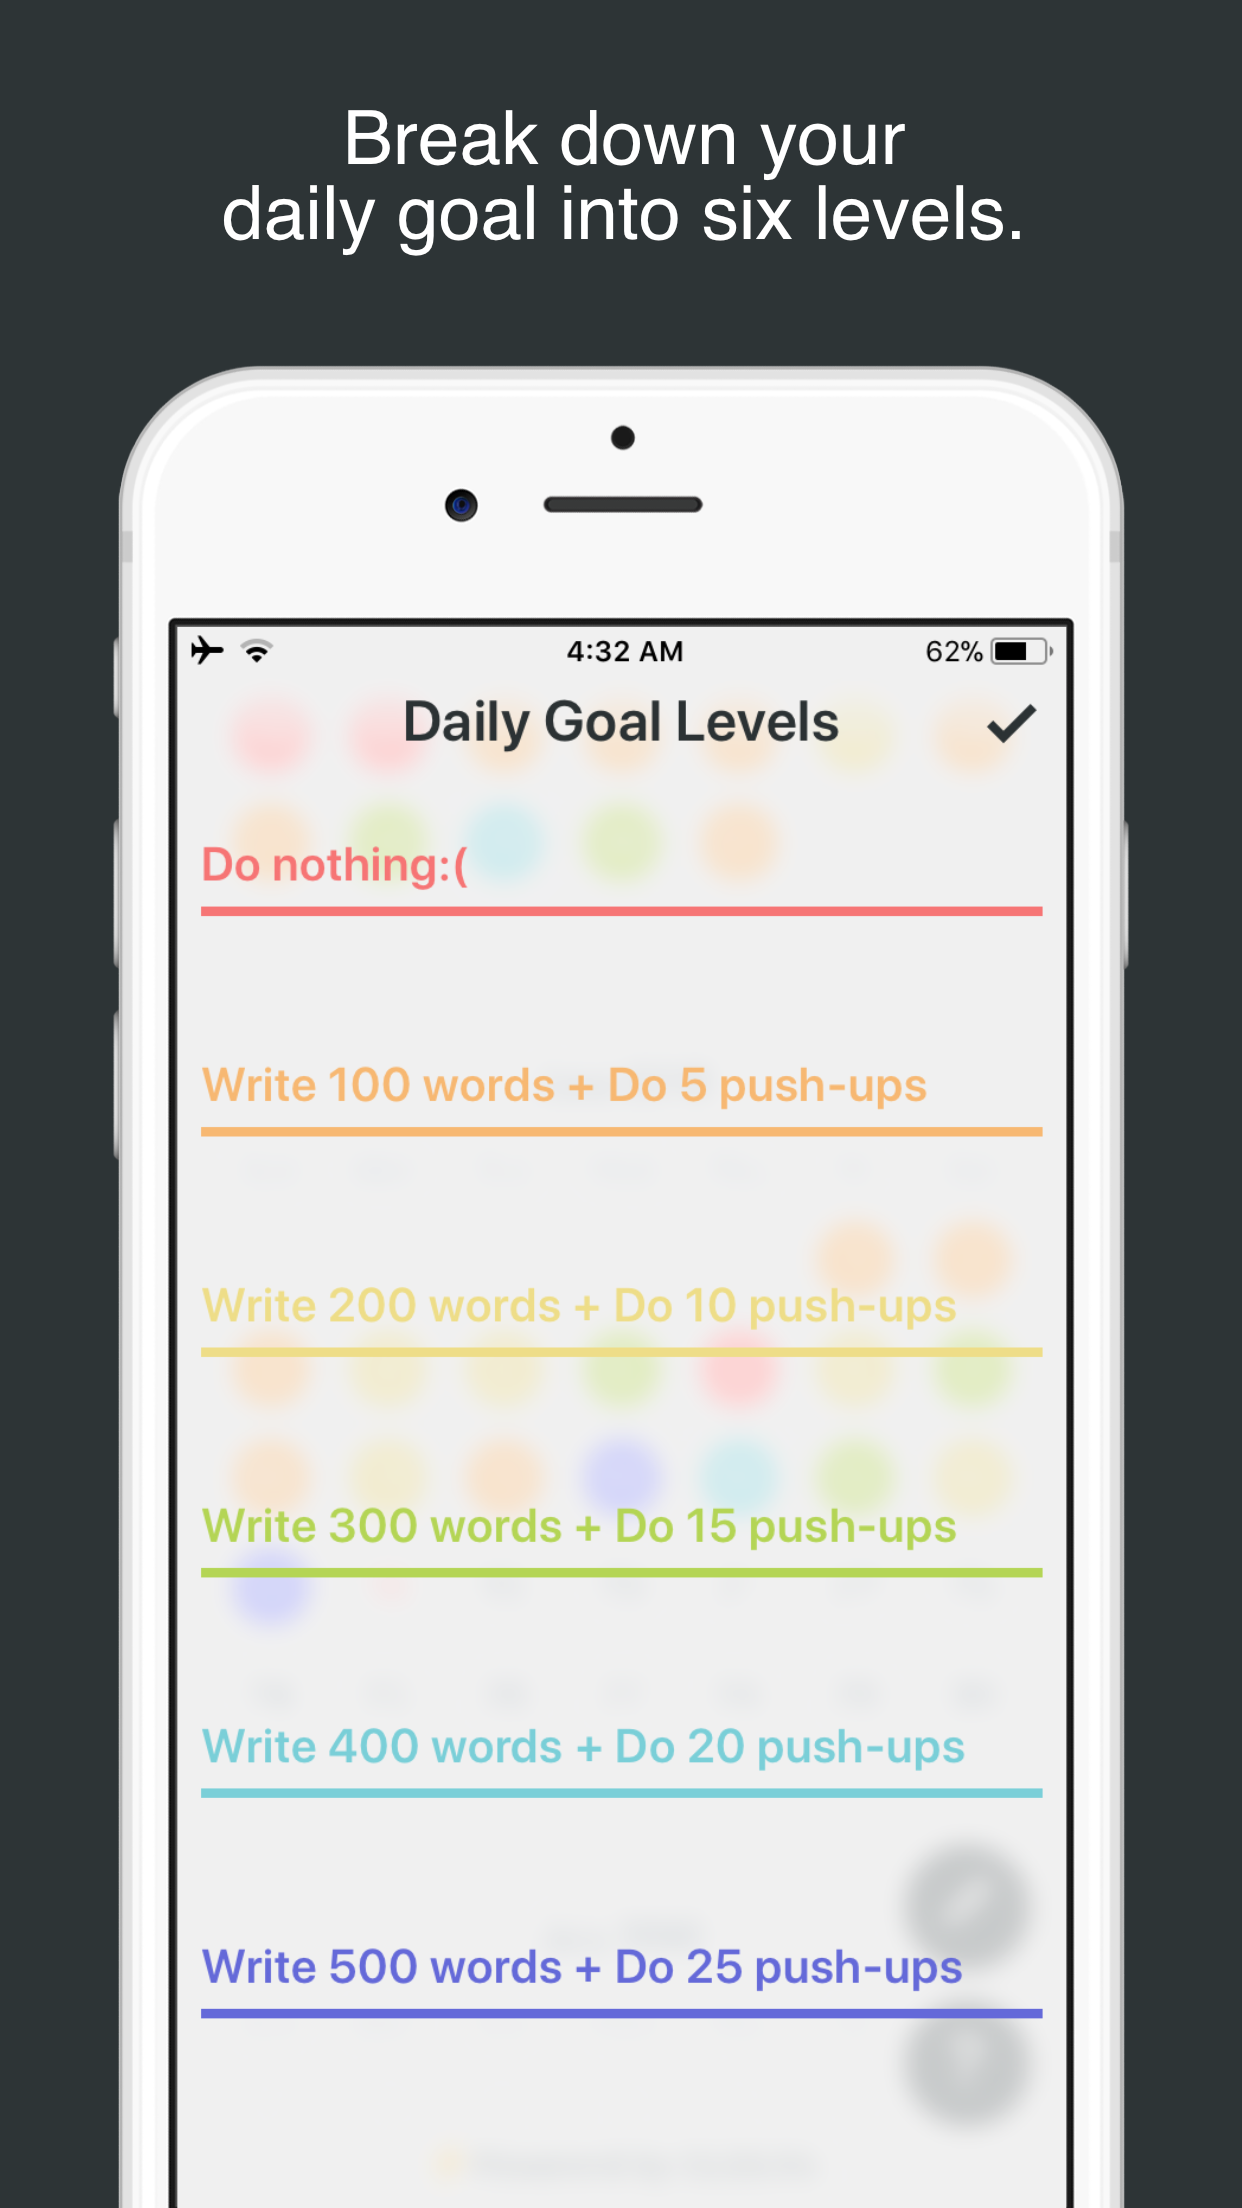 Break down your
daily goal into six levels.
4:32 AM
62%
Daily Goal Levels
Do nothing:(
Write 100 words + Do 5 push-ups
Write 200 words + Do 10 push-ups
Write 300 words + Do 15 push-ups
Write 400 words + Do 20 push-ups
Write 500 words + Do 25 push-ups